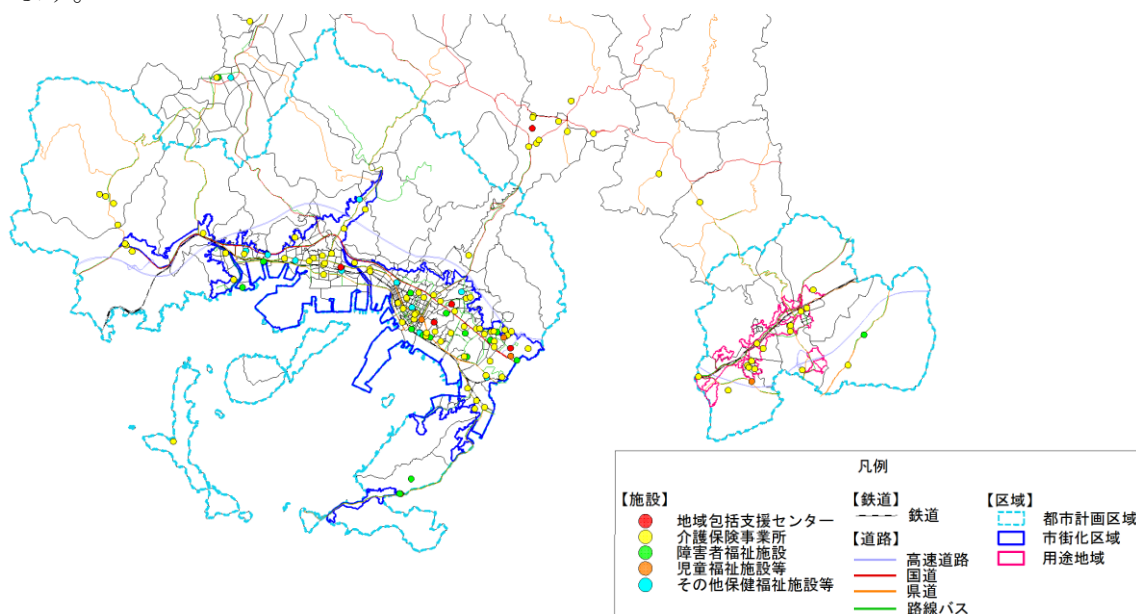 凡例
【施設】
地域包括支援センター
介護保険事業所
障害者福祉施設
児童福祉施設等
その他保健福祉施設等
【鉄道】
鉄道
【道路】
高速道路
国道
県道
路線バス
【区域】
都市計画区域
市街化区域
用途地域